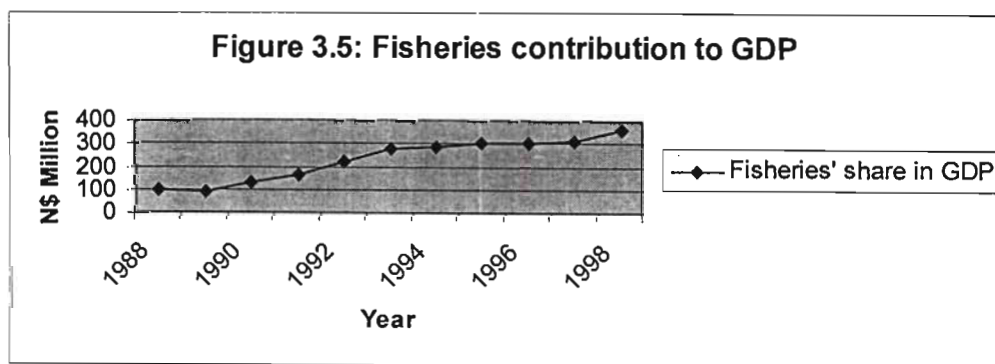 Figure 3.5: Fisheries contribution to GDP
N$ Million
400
300
200
100
0
1988
1990
1992
1994
1996
1998
Year
Fisheries' share in GDP